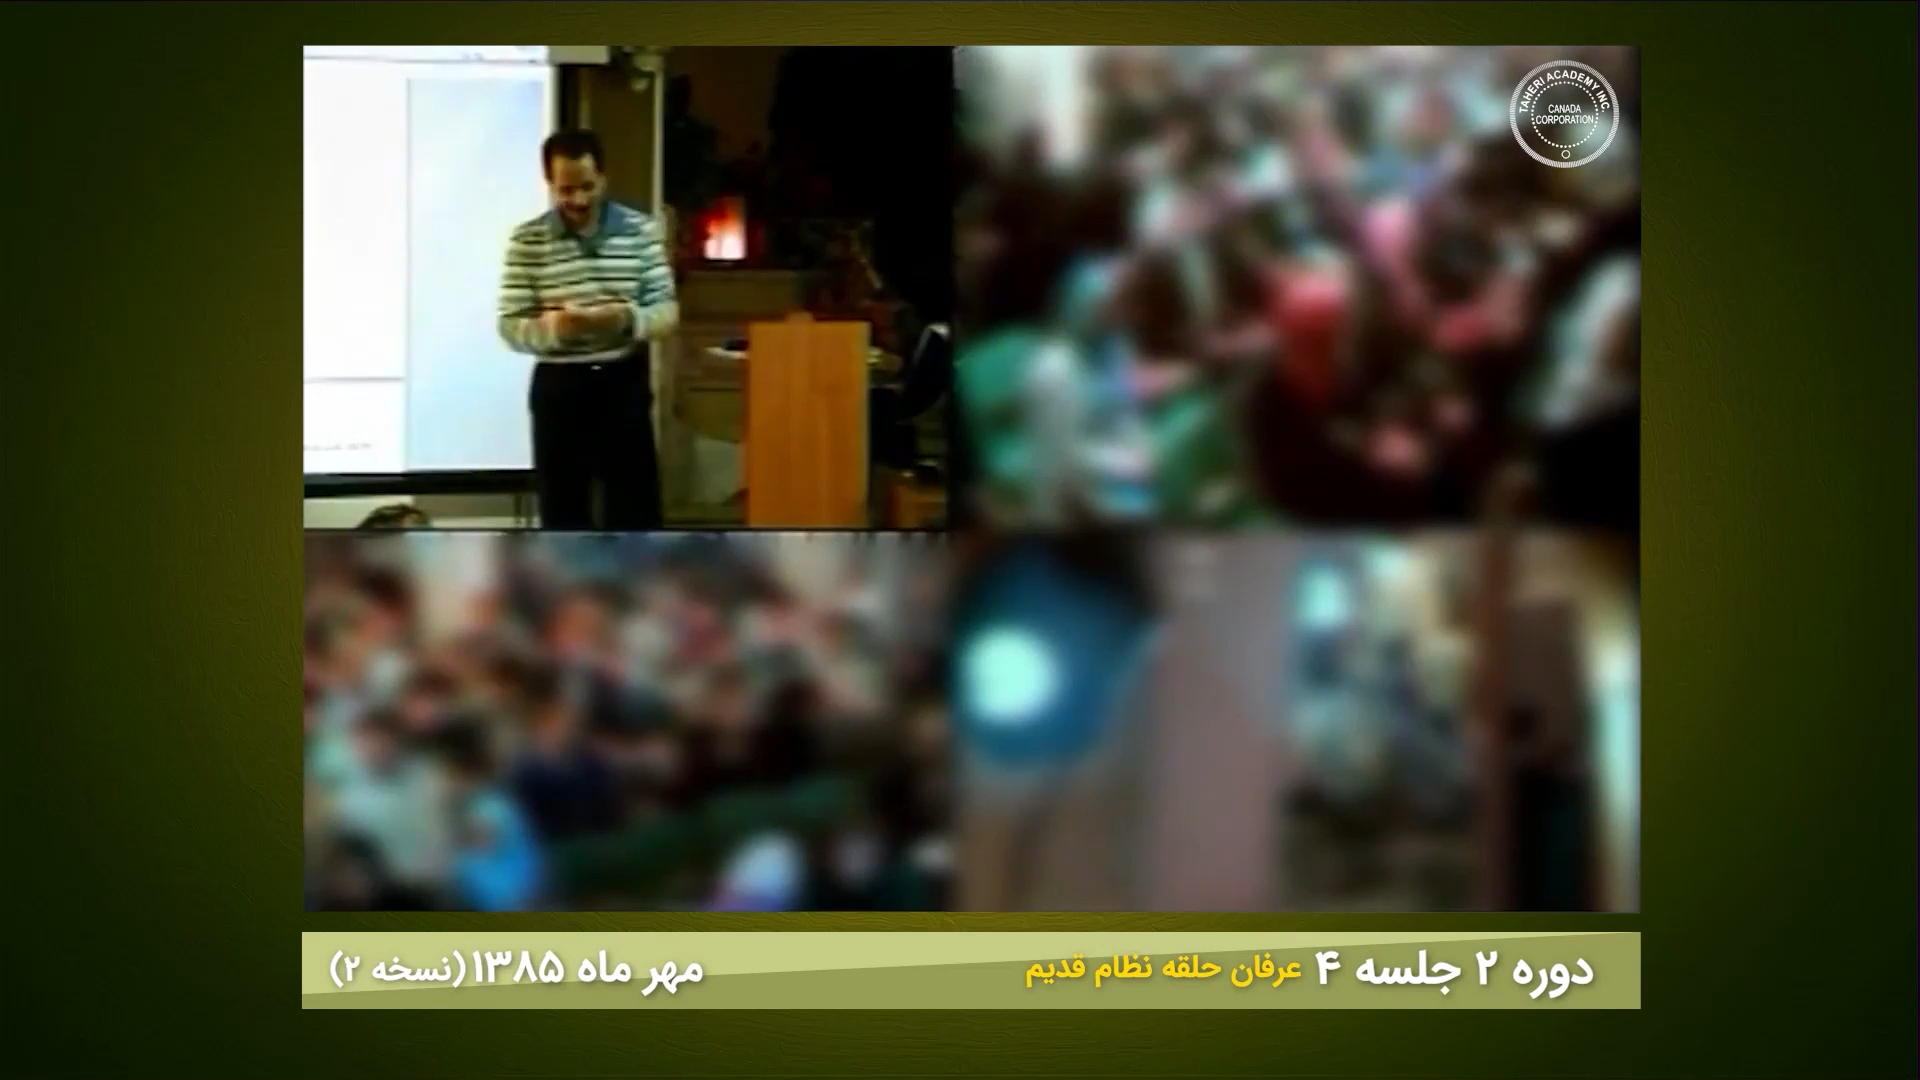 TAHERI ACADEMY INC.
CANADA
CORPORATION
دوره ۲ جلسه ۴ عرفان حلقه نظام قدیم
مهر ماه ۱۳۸۵ (نسخه ۲)